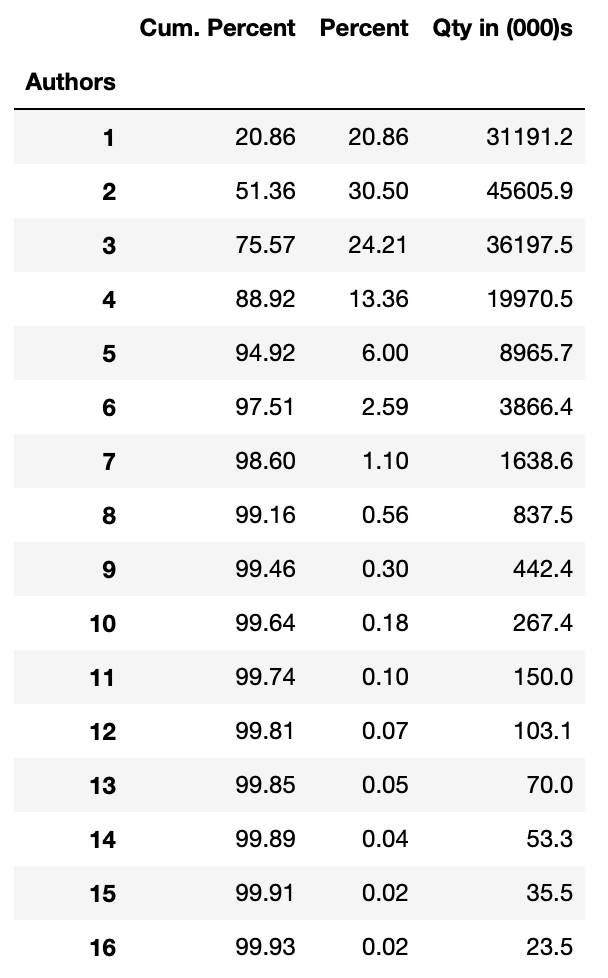 Cum. Percent Percent Qty in (000)s
Authors
1 20.86 20.86 31191.2
2 51.36 30.50 45605.9
3 75.57 24.21 36197.5
4 88.92 13.36 19970.5
5 94.92 6.00 8965.7
6 97.51 2.59 3866.4
7 98.60 1.10 1638.6
8 99.16 0.56 837.5
9 99.46 0.30 442.4
10 99.64 0.18 267.4
11 99.74 0.10 150.0
12 99.81 0.07 103.1
13 99.85 0.05 70.0
14 99.89 0.04 53.3
15 99.91 0.02 35.5
16 99.93 0.02 23.5